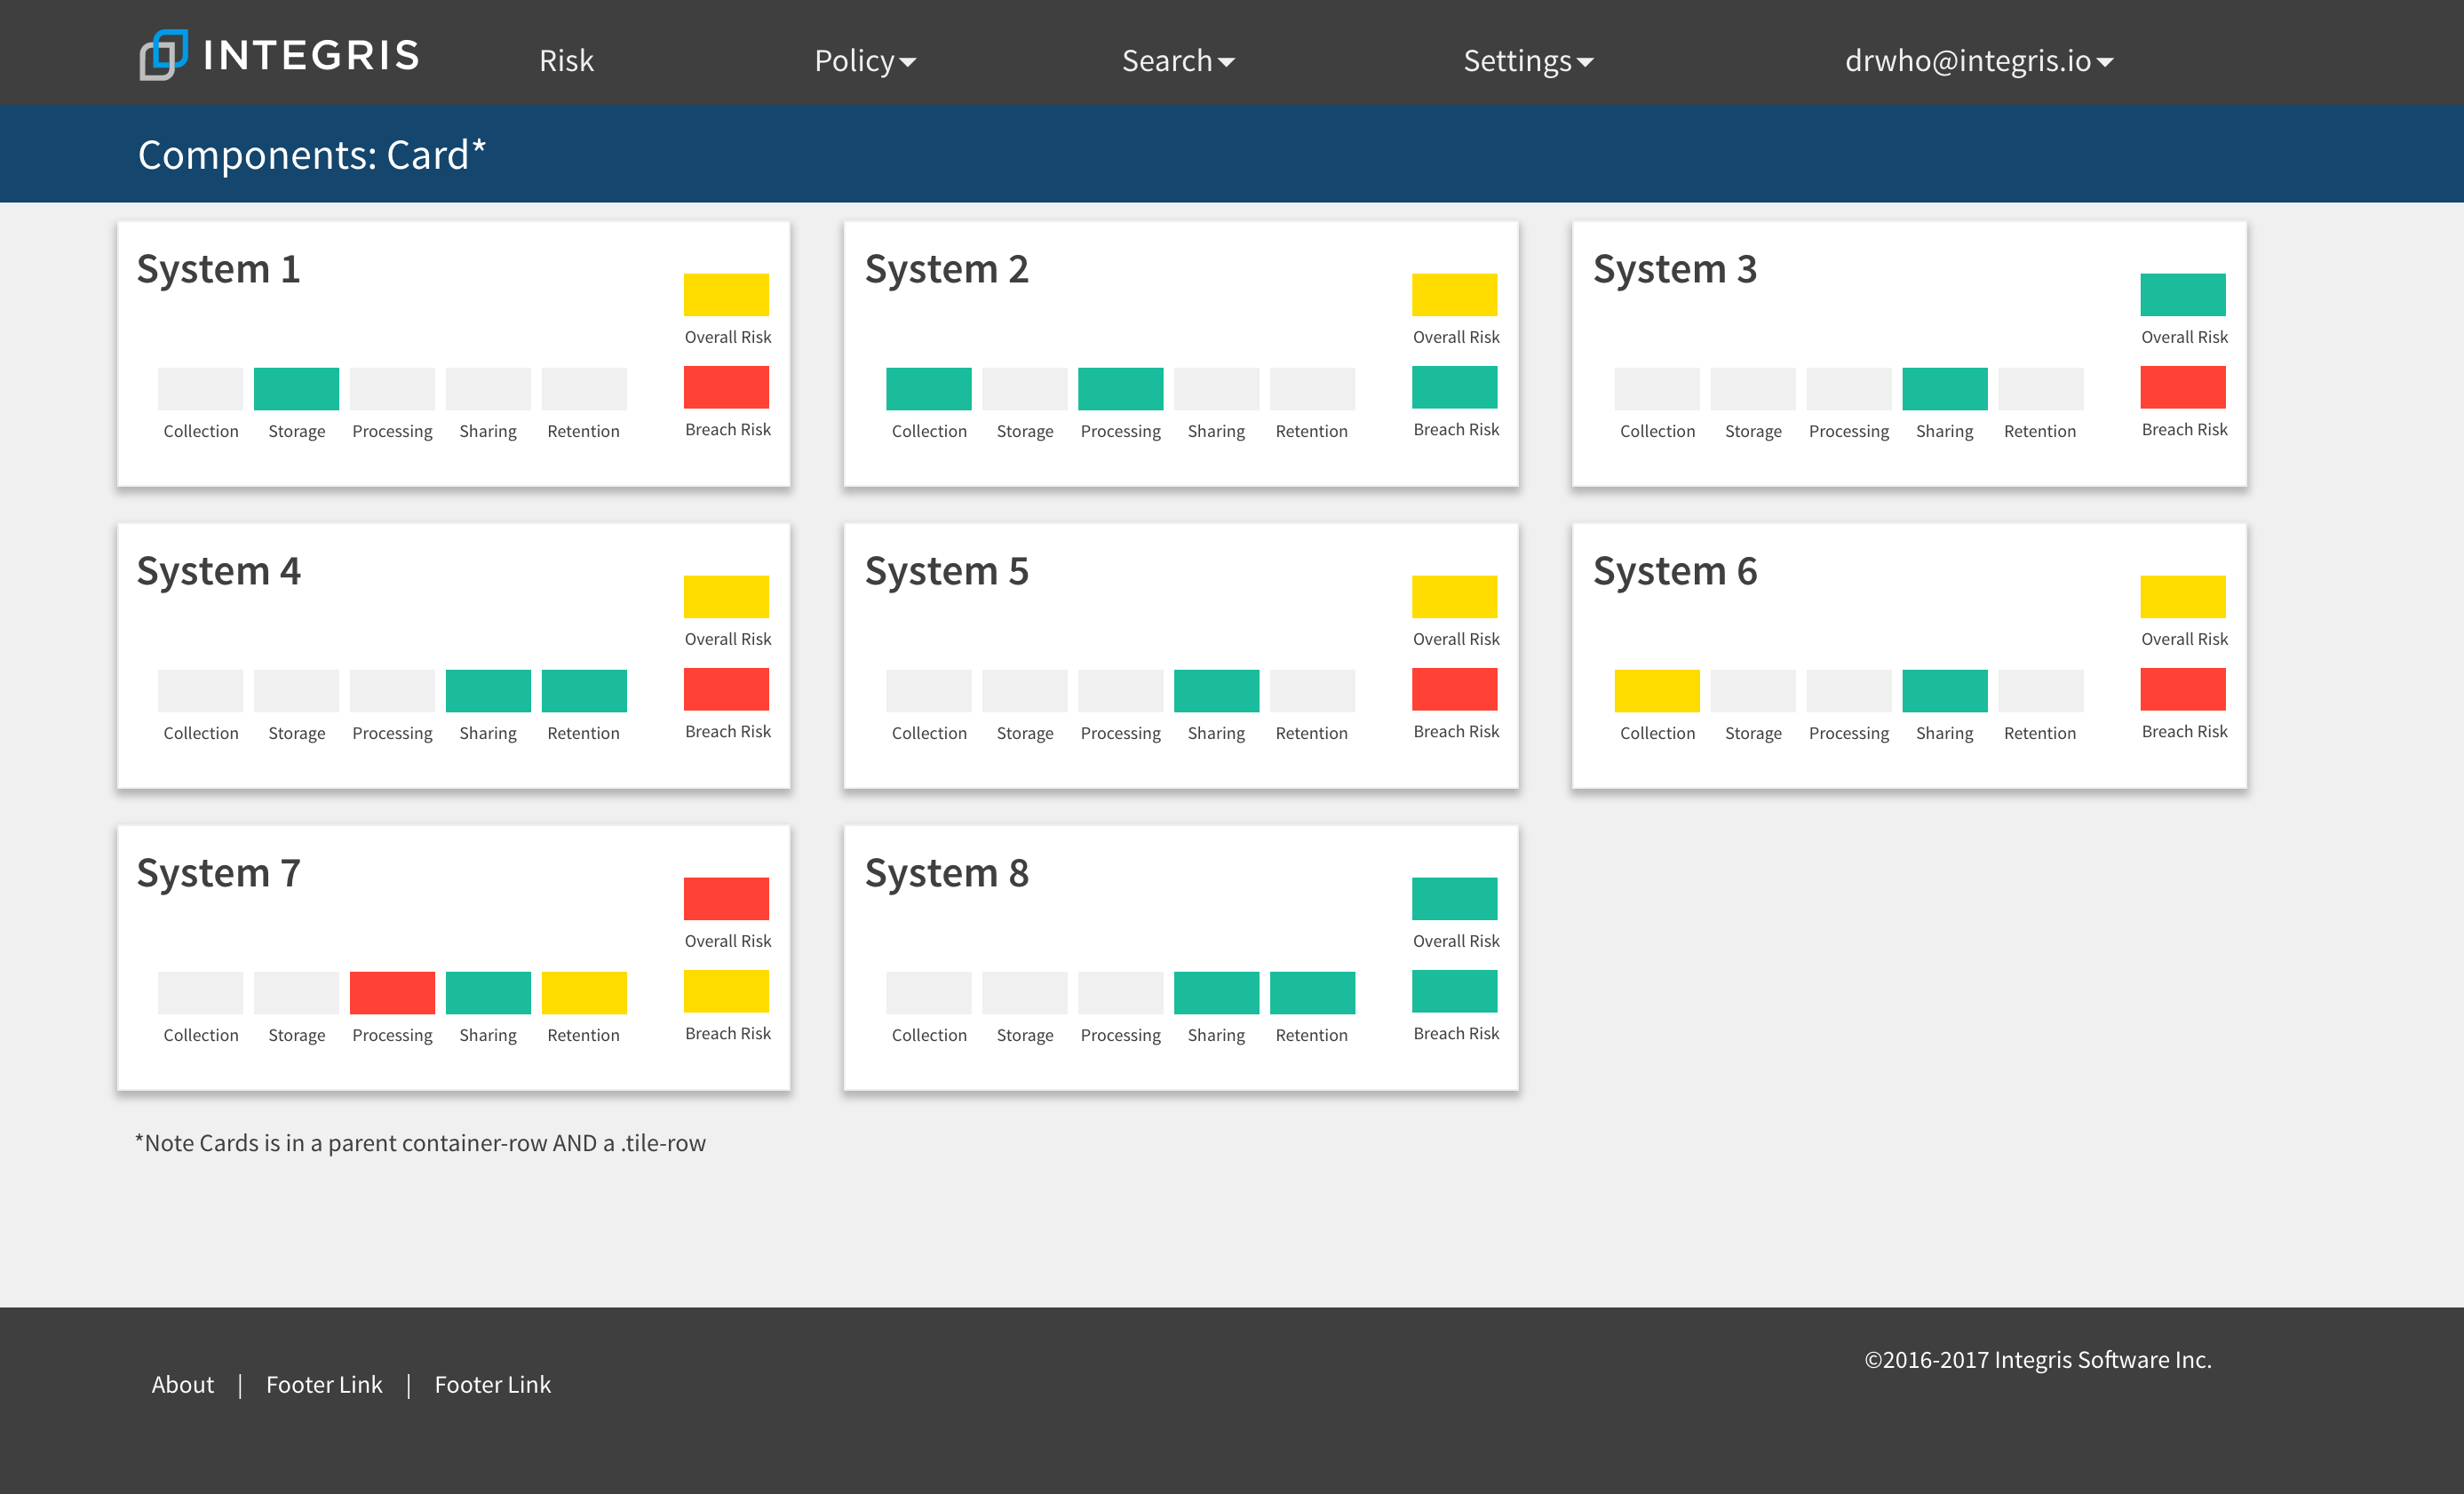 INTEGRIS
Risk
Policy
Search
Settings
drwho@integris.io
Components: Card*
System 1
Overall Risk
Collection Storage Processing Sharing Retention
Breach Risk
System 2
Overall Risk
Collection Storage Processing Sharing Retention
Breach Risk
System 3
Overall Risk
Collection Storage Processing Sharing Retention
Breach Risk
System 4
Overall Risk
Collection Storage Processing Sharing Retention
Breach Risk
System 5
Overall Risk
Collection Storage Processing Sharing Retention
Breach Risk
System 6
Overall Risk
Collection Storage Processing Sharing Retention
Breach Risk
System 7
Overall Risk
Collection Storage Processing Sharing Retention
Breach Risk
System 8
Overall Risk
Collection Storage Processing Sharing Retention
Breach Risk
*Note Cards is in a parent container-row AND a .tile-row
About | Footer Link | Footer Link
©2016-2017 Integris Software Inc.